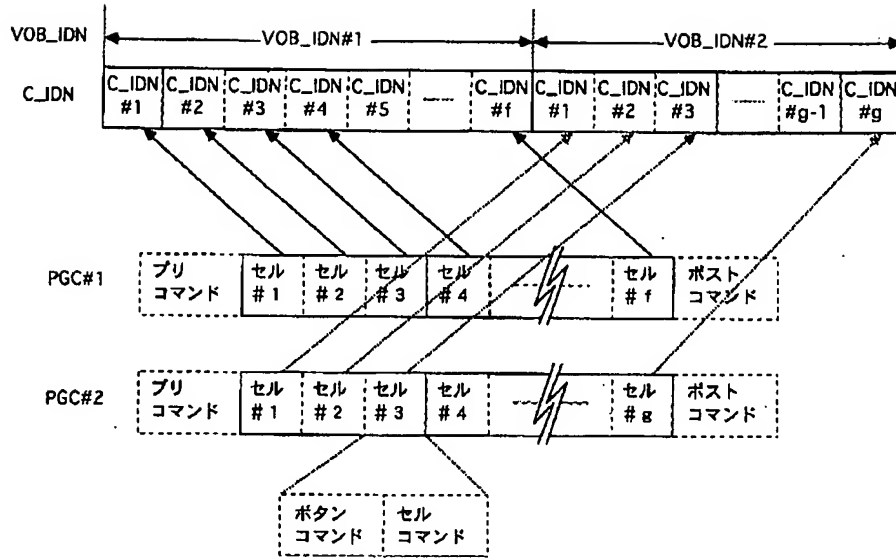 VOB_IDN VOB_IDN#1 VOB_IDN#2
C_IDN C_IDN C_IDN C_IDN C_IDN C_IDN C_IDN C_IDN C_IDN C_IDN C_IDN C_IDN
#1 #2 #3 #4 #5 #f #1 #2 #3 #g-1 #g
PGC#1 プリ セル セル セル セル セル ポスト
コマンド #1 #2 #3 #4 #f コマンド
PGC#2 プリ セル セル セル セル セル ポスト
コマンド #1 #2 #3 #4 #g コマンド
ボタン セル
コマンド コマンド